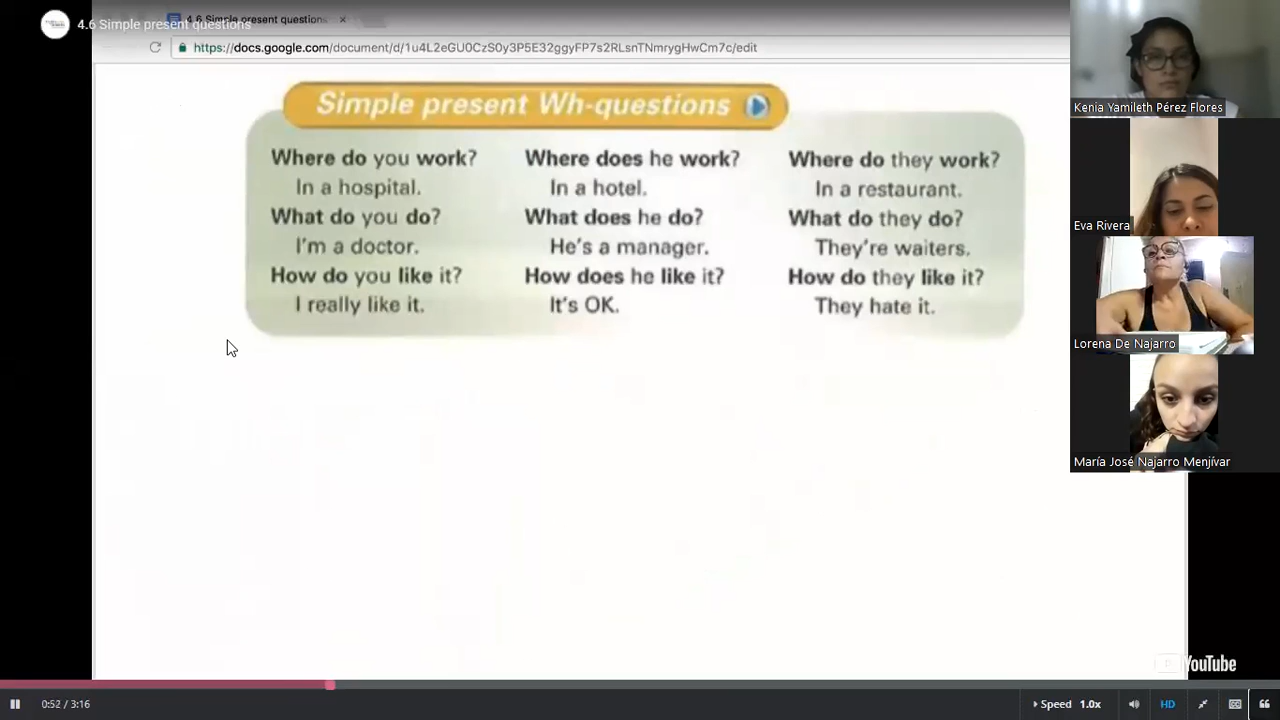 4.6 Simple present questions
4.6 Simple present questions
https://docs.google.com/document/d/1u4L2eGU0CzS0y3P5E32ggyFP7s2RLsnTNmrygHwCm7c/edit
Simple present Wh-questions
Where do you work? Where does he work? Where do they work?
In a hospital. In a hotel. In a restaurant.
What do you do? What does he do? What do they do?
I'm a doctor. He's a manager. They're waiters.
How do you like it? How does he like it? How do they like it?
I really like it. It's OK. They hate it.
Kenia Yamileth Pérez Flores
Eva Rivera
Lorena De Najarro
María José Najarro Menjívar
YouTube
0:52 / 3:16
Speed 1.0x
HD